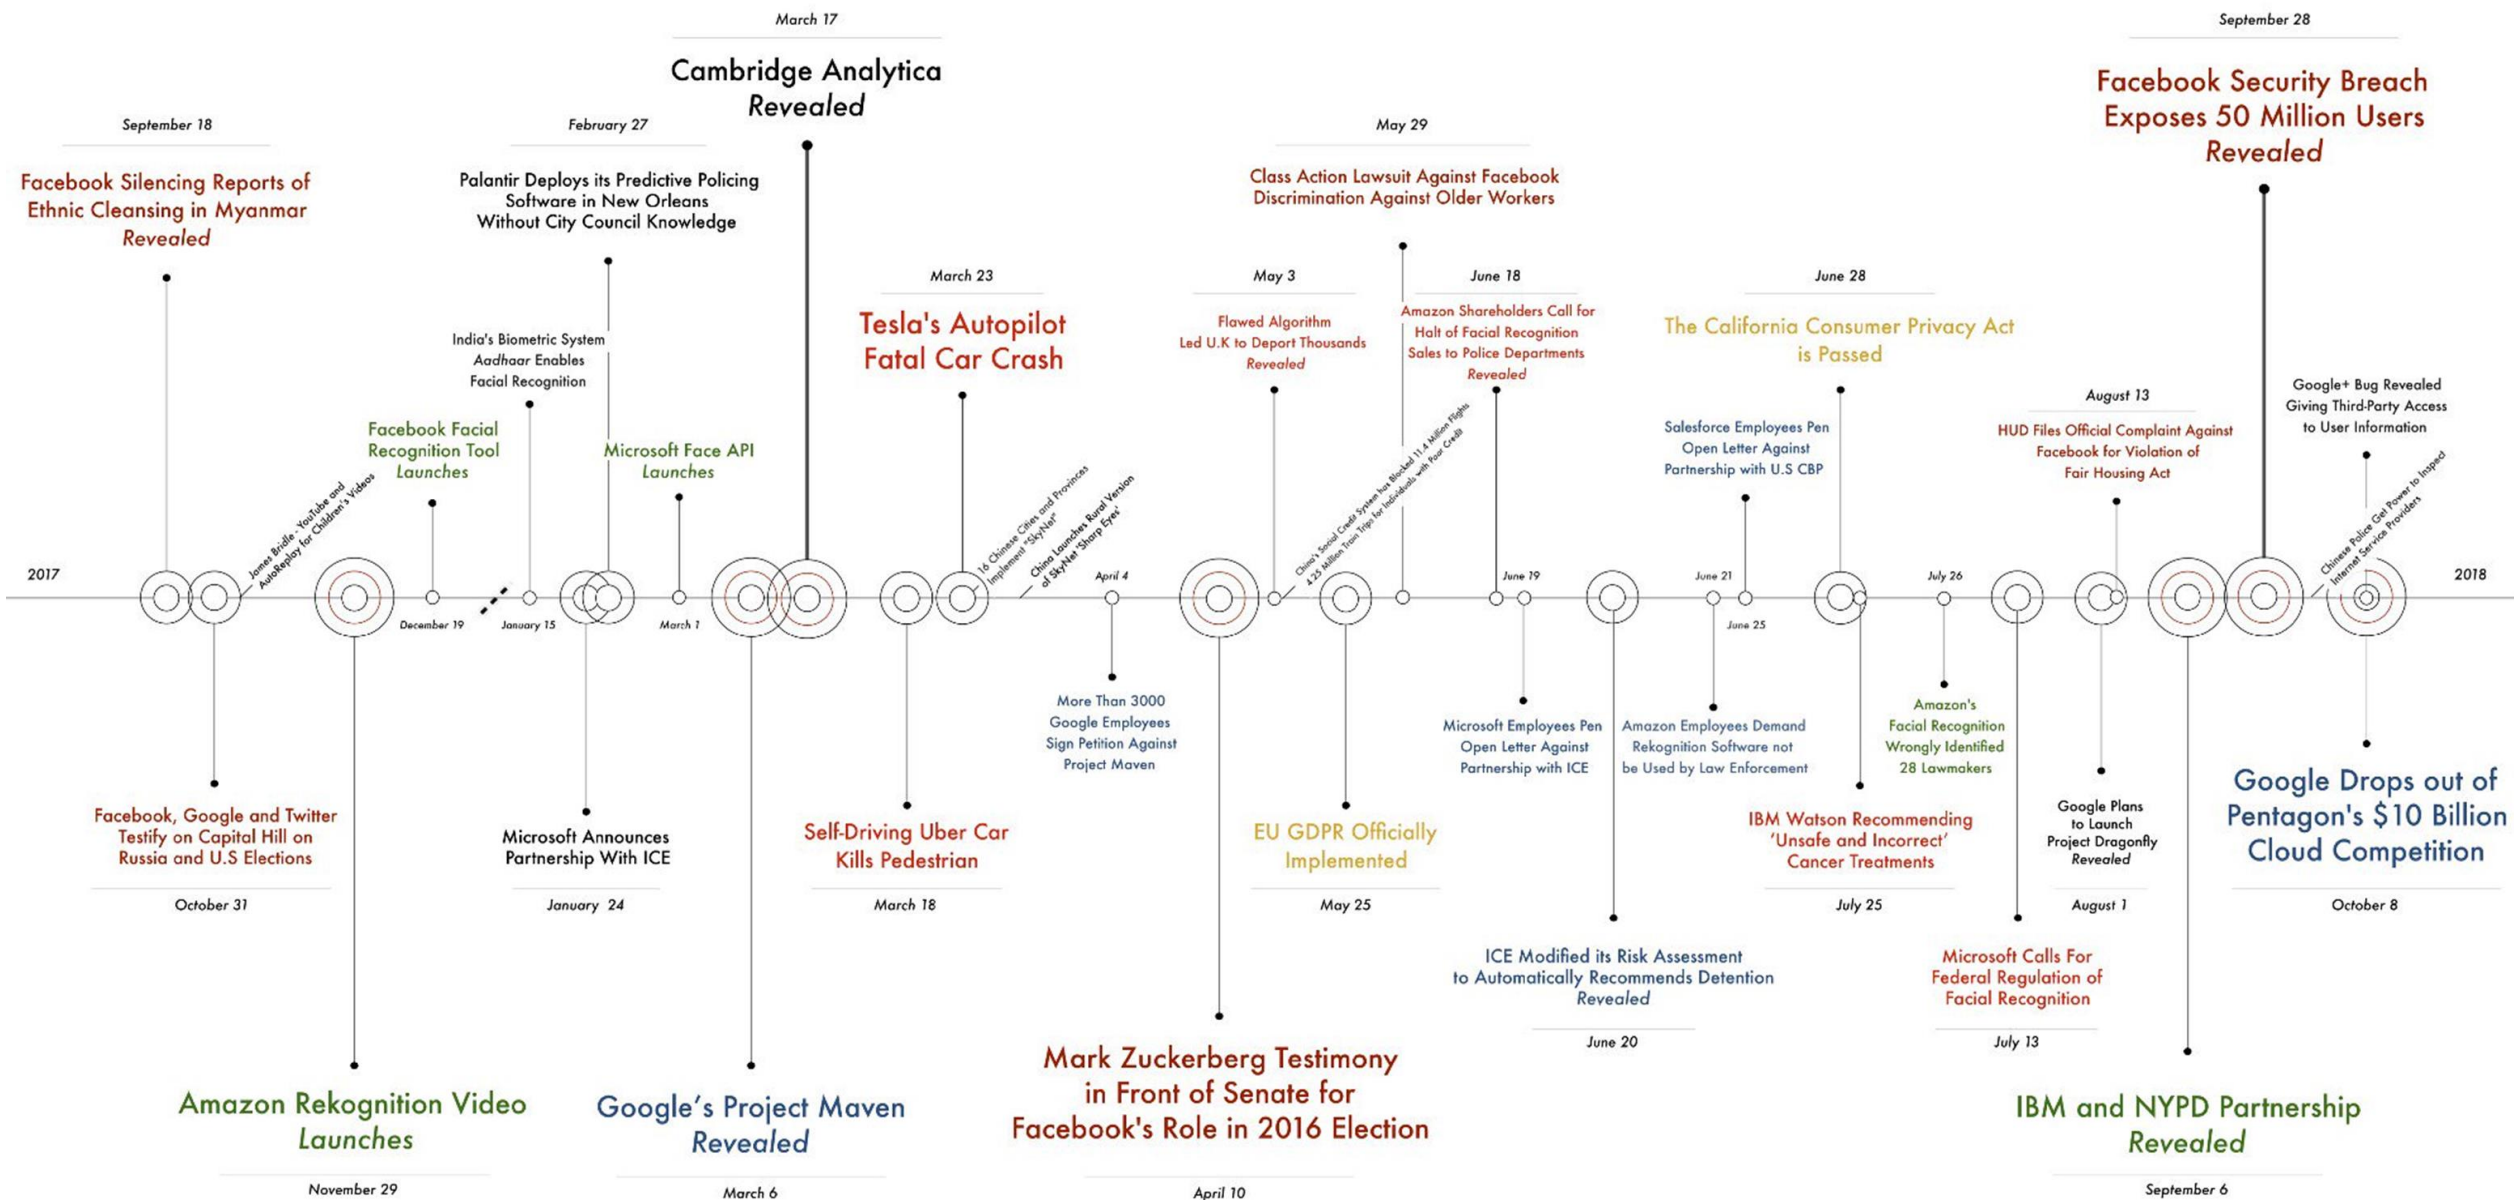 2017
September 18
Facebook Silencing Reports of
Ethnic Cleansing in Myanmar
Revealed
Facebook, Google and Twitter
Testify on Capital Hill on
Russia and U.S Elections
October 31
James Bridle - YouTube and
AutoReplay for Children's Videos
Amazon Rekognition Video
Launches
November 29
Facebook Facial
Recognition Tool
Launches
December 19
India's Biometric System
Aadhaar Enables
Facial Recognition
January 15
Microsoft Announces
Partnership With ICE
January 24
February 27
Palantir Deploys its Predictive Policing
Software in New Orleans
Without City Council Knowledge
Microsoft Face API
Launches
March 1
Google's Project Maven
Revealed
March 6
March 17
Cambridge Analytica
Revealed
Self-Driving Uber Car
Kills Pedestrian
March 18
March 23
Tesla's Autopilot
Fatal Car Crash
16 Chinese Cities and Provinces
Implement "SkyNet"
China Launches Rural Version
of SkyNet 'Sharp Eyes'
April 4
More Than 3000
Google Employees
Sign Petition Against
Project Maven
Mark Zuckerberg Testimony
in Front of Senate for
Facebook's Role in 2016 Election
April 10
May 3
Flawed Algorithm
Led U.K to Deport Thousands
Revealed
China's Social Credit System has Blocked 11.4 Million Flights
4.25 Million Train Trips for Individuals with Poor Credit
EU GDPR Officially
Implemented
May 25
May 29
Class Action Lawsuit Against Facebook
Discrimination Against Older Workers
June 18
Amazon Shareholders Call for
Halt of Facial Recognition
Sales to Police Departments
Revealed
June 19
Microsoft Employees Pen
Open Letter Against
Partnership with ICE
ICE Modified its Risk Assessment
to Automatically Recommends Detention
Revealed
June 20
June 21
Amazon Employees Demand
Rekognition Software not
be Used by Law Enforcement
Salesforce Employees Pen
Open Letter Against
Partnership with U.S CBP
June 25
June 28
The California Consumer Privacy Act
is Passed
IBM Watson Recommending
'Unsafe and Incorrect'
Cancer Treatments
July 25
July 26
Amazon's
Facial Recognition
Wrongly Identified
28 Lawmakers
Microsoft Calls For
Federal Regulation of
Facial Recognition
July 13
Google Plans
to Launch
Project Dragonfly
Revealed
August 1
August 13
HUD Files Official Complaint Against
Facebook for Violation of
Fair Housing Act
IBM and NYPD Partnership
Revealed
September 6
September 28
Facebook Security Breach
Exposes 50 Million Users
Revealed
Chinese Police Get Power to Inspect
Internet Service Providers
Google+ Bug Revealed
Giving Third-Party Access
to User Information
Google Drops out of
Pentagon's $10 Billion
Cloud Competition
October 8
2018